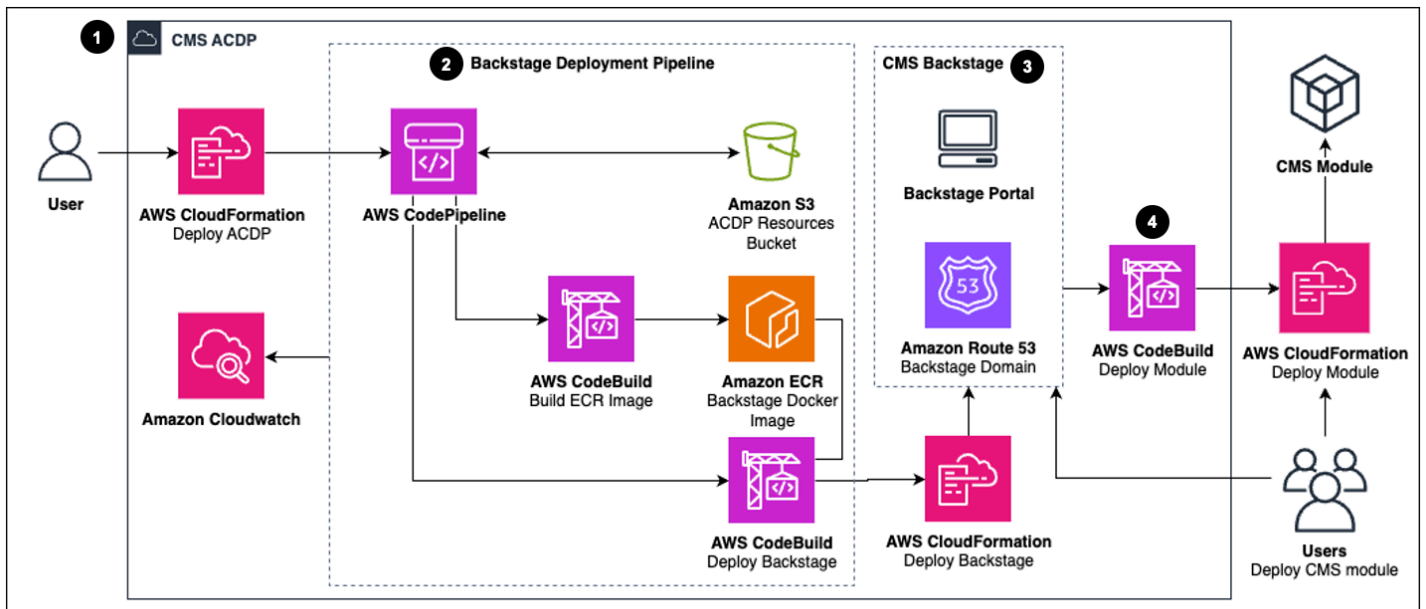 1
CMS ACDP
2
Backstage Deployment Pipeline
CMS Backstage
3
User
AWS CloudFormation
Deploy ACDP
</>
AWS CodePipeline
Amazon S3
ACDP Resources
Bucket
Backstage Portal
CMS Module
4
Amazon Cloudwatch
</>
AWS CodeBuild
Build ECR Image
Amazon ECR
Backstage Docker
Image
53
Amazon Route 53
Backstage Domain
</>
AWS CodeBuild
Deploy Module
AWS CloudFormation
Deploy Module
</>
AWS CodeBuild
Deploy Backstage
AWS CloudFormation
Deploy Backstage
Users
Deploy CMS module